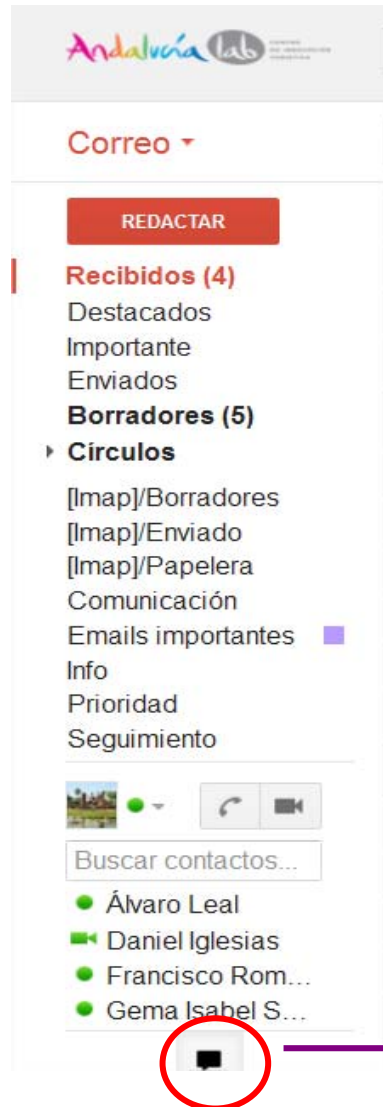 Andalucía lab
Correo
REDACTAR
Recibidos (4)
Destacados
Importante
Enviados
Borradores (5)
Círculos
[Imap]/Borradores
[Imap]/Enviado
[Imap]/Papelera
Comunicación
Emails importantes
Info
Prioridad
Seguimiento
Buscar contactos...
Álvaro Leal
Daniel Iglesias
Francisco Rom...
Gema Isabel S...